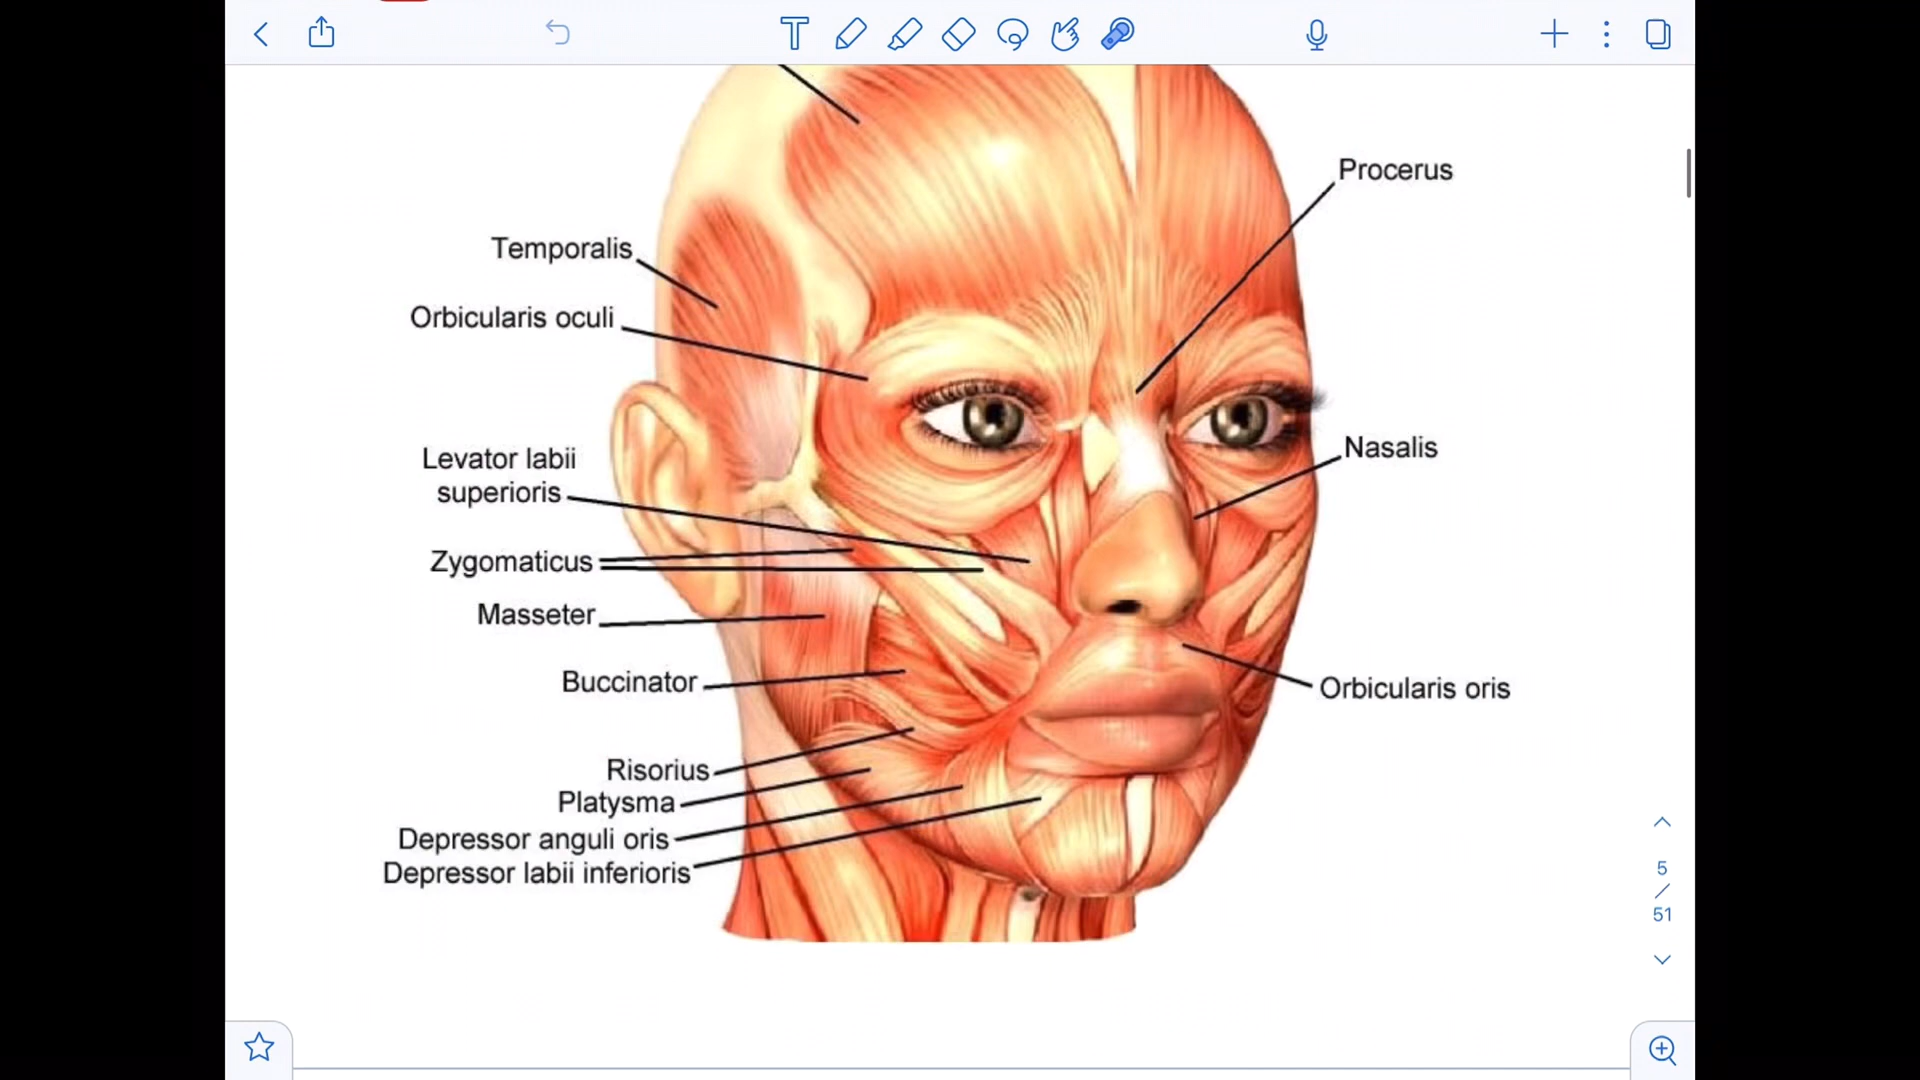 Procerus
Temporalis
Orbicularis oculi
Nasalis
Levator labii
superioris
Zygomaticus
Masseter
Buccinator
Orbicularis oris
Risorius
Platysma
Depressor anguli oris
Depressor labii inferioris
5
/
51